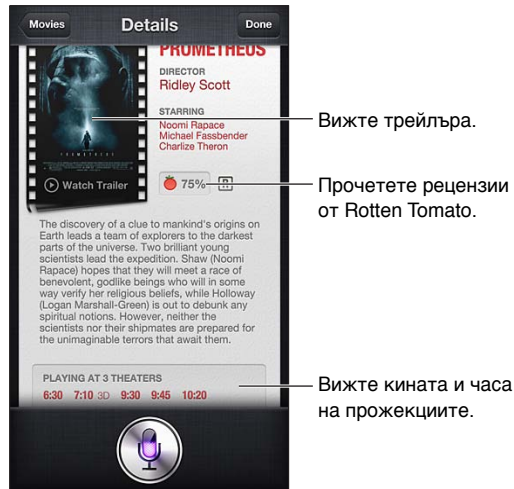 Movies
Details
Done
PROMETHEUS
DIRECTOR
Ridley Scott
STARRING
Noomi Rapace
Michael Fassbender
Charlize Theron
PROMETHEUS
Watch Trailer
75%
R
The discovery of a clue to mankind's origins on
Earth leads a team of explorers to the darkest
parts of the universe. Two brilliant young
scientists lead the expedition. Shaw (Noomi
Rapace) hopes that they will meet a race of
benevolent, godlike beings who will in some
way verify her religious beliefs, while Holloway
(Logan Marshall-Green) is out to debunk any
spiritual notions. However, neither the
scientists nor their shipmates are prepared for
the unimaginable terrors that await them.
PLAYING AT 3 THEATERS
6:30 7:10 3D 9:30 9:45 10:20
Вижте трейлъра.
Прочетете рецензии
от Rotten Tomato.
Вижте кината и часа
на прожекциите.